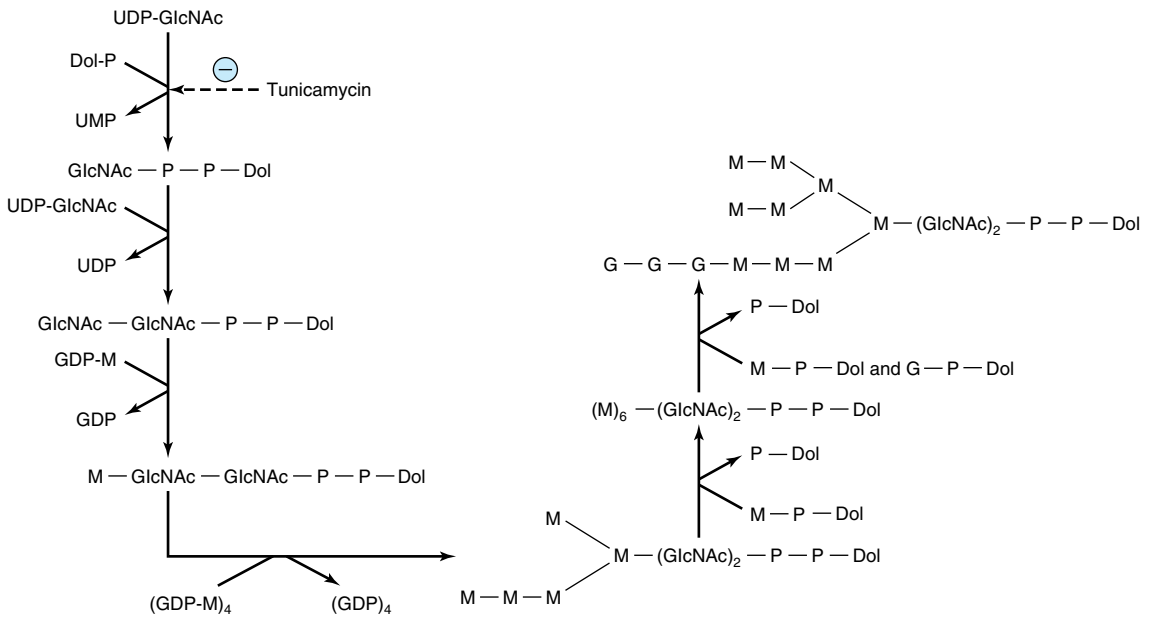 UDP-GlcNAc
Dol-P
−
Tunicamycin
UMP
GlcNAc — P — P — Dol
UDP-GlcNAc
UDP
GlcNAc — GlcNAc — P — P — Dol
GDP-M
GDP
M — GlcNAc — GlcNAc — P — P — Dol
(GDP-M)₄
(GDP)₄
M
M — (GlcNAc)₂ — P — P — Dol
M — M — M
P — Dol
M — P — Dol
(M)₆ — (GlcNAc)₂ — P — P — Dol
P — Dol
M — P — Dol and G — P — Dol
M — M
M
M — M
M — (GlcNAc)₂ — P — P — Dol
G — G — G — M — M — M